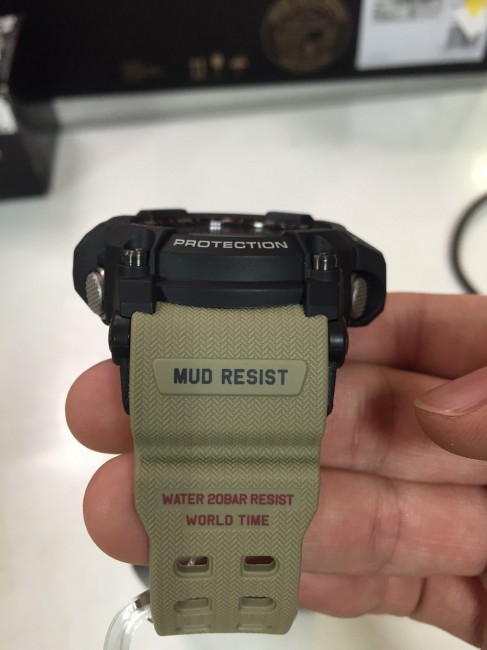 PROTECTION
MUD RESIST
WATER 20BAR RESIST
WORLD TIME